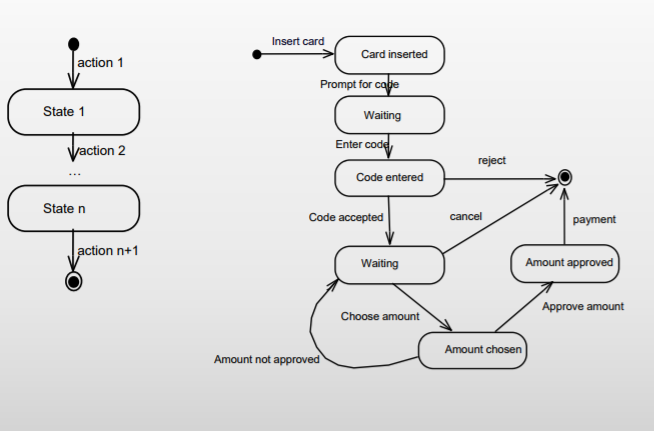 action 1
State 1
action 2
...
State n
action n+1
Insert card
Card inserted
Prompt for code
Waiting
Enter code
Code entered
reject
Code accepted
cancel
payment
Waiting
Amount approved
Choose amount
Approve amount
Amount chosen
Amount not approved